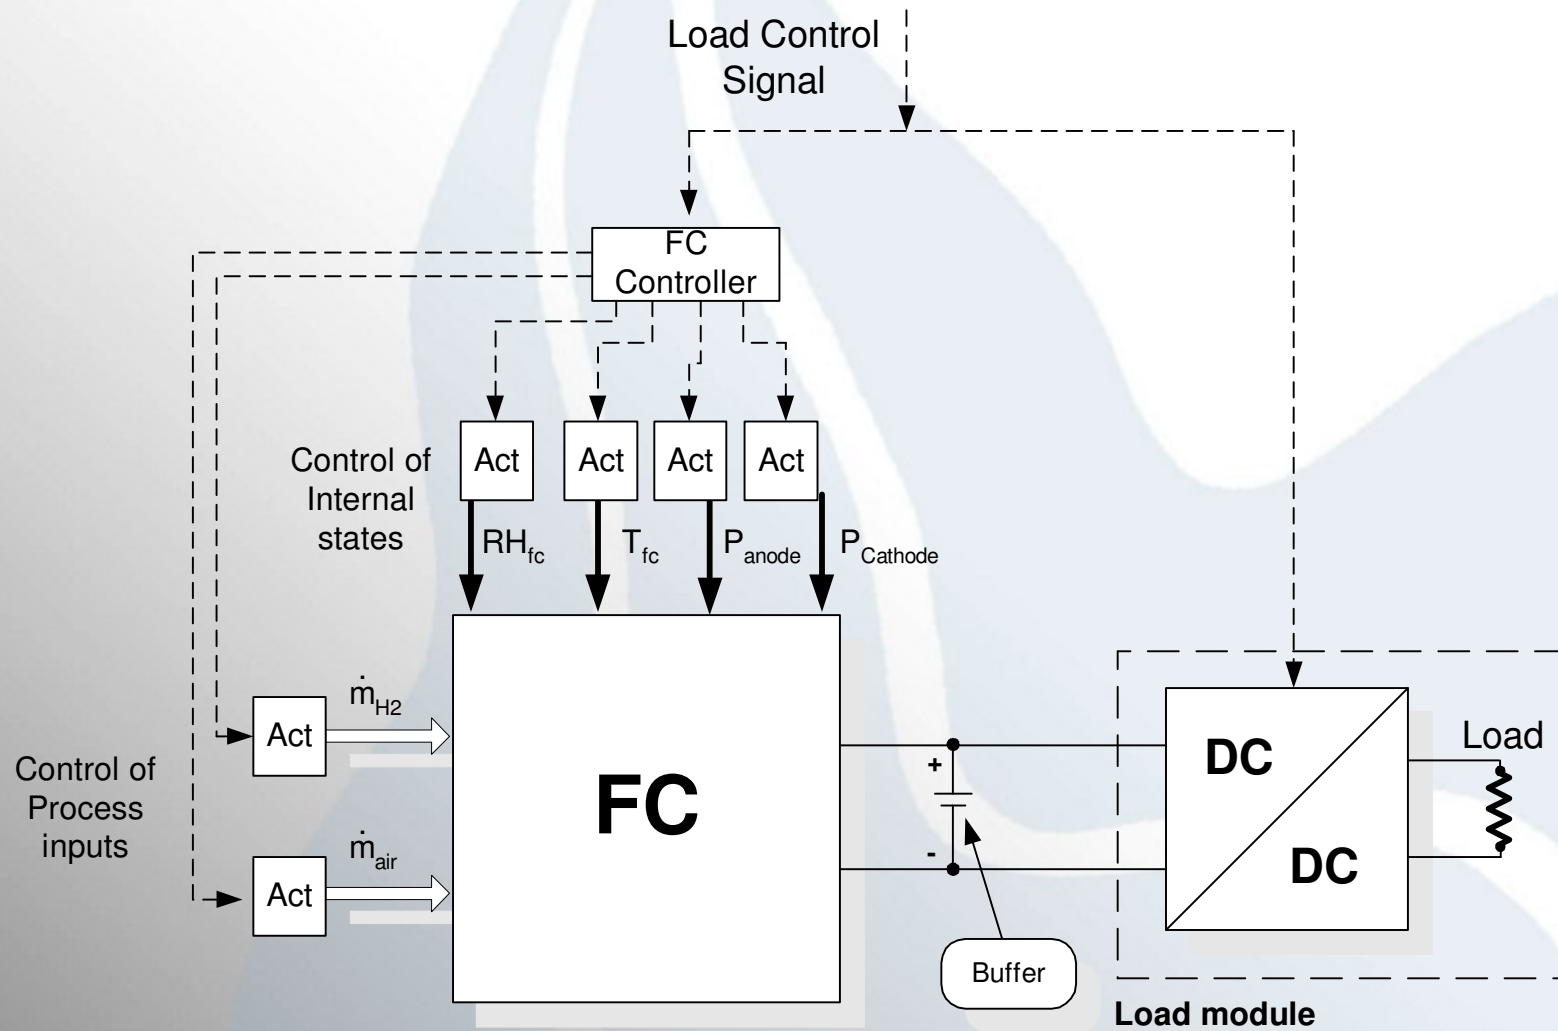 Load Control
Signal
FC
Controller
Control of
Internal
states
Act
Act
Act
Act
RHfc
Tfc
Panode
PCathode
Control of
Process
inputs
Act
ṁH2
Act
ṁair
FC
+
-
Buffer
DC
DC
Load
Load module